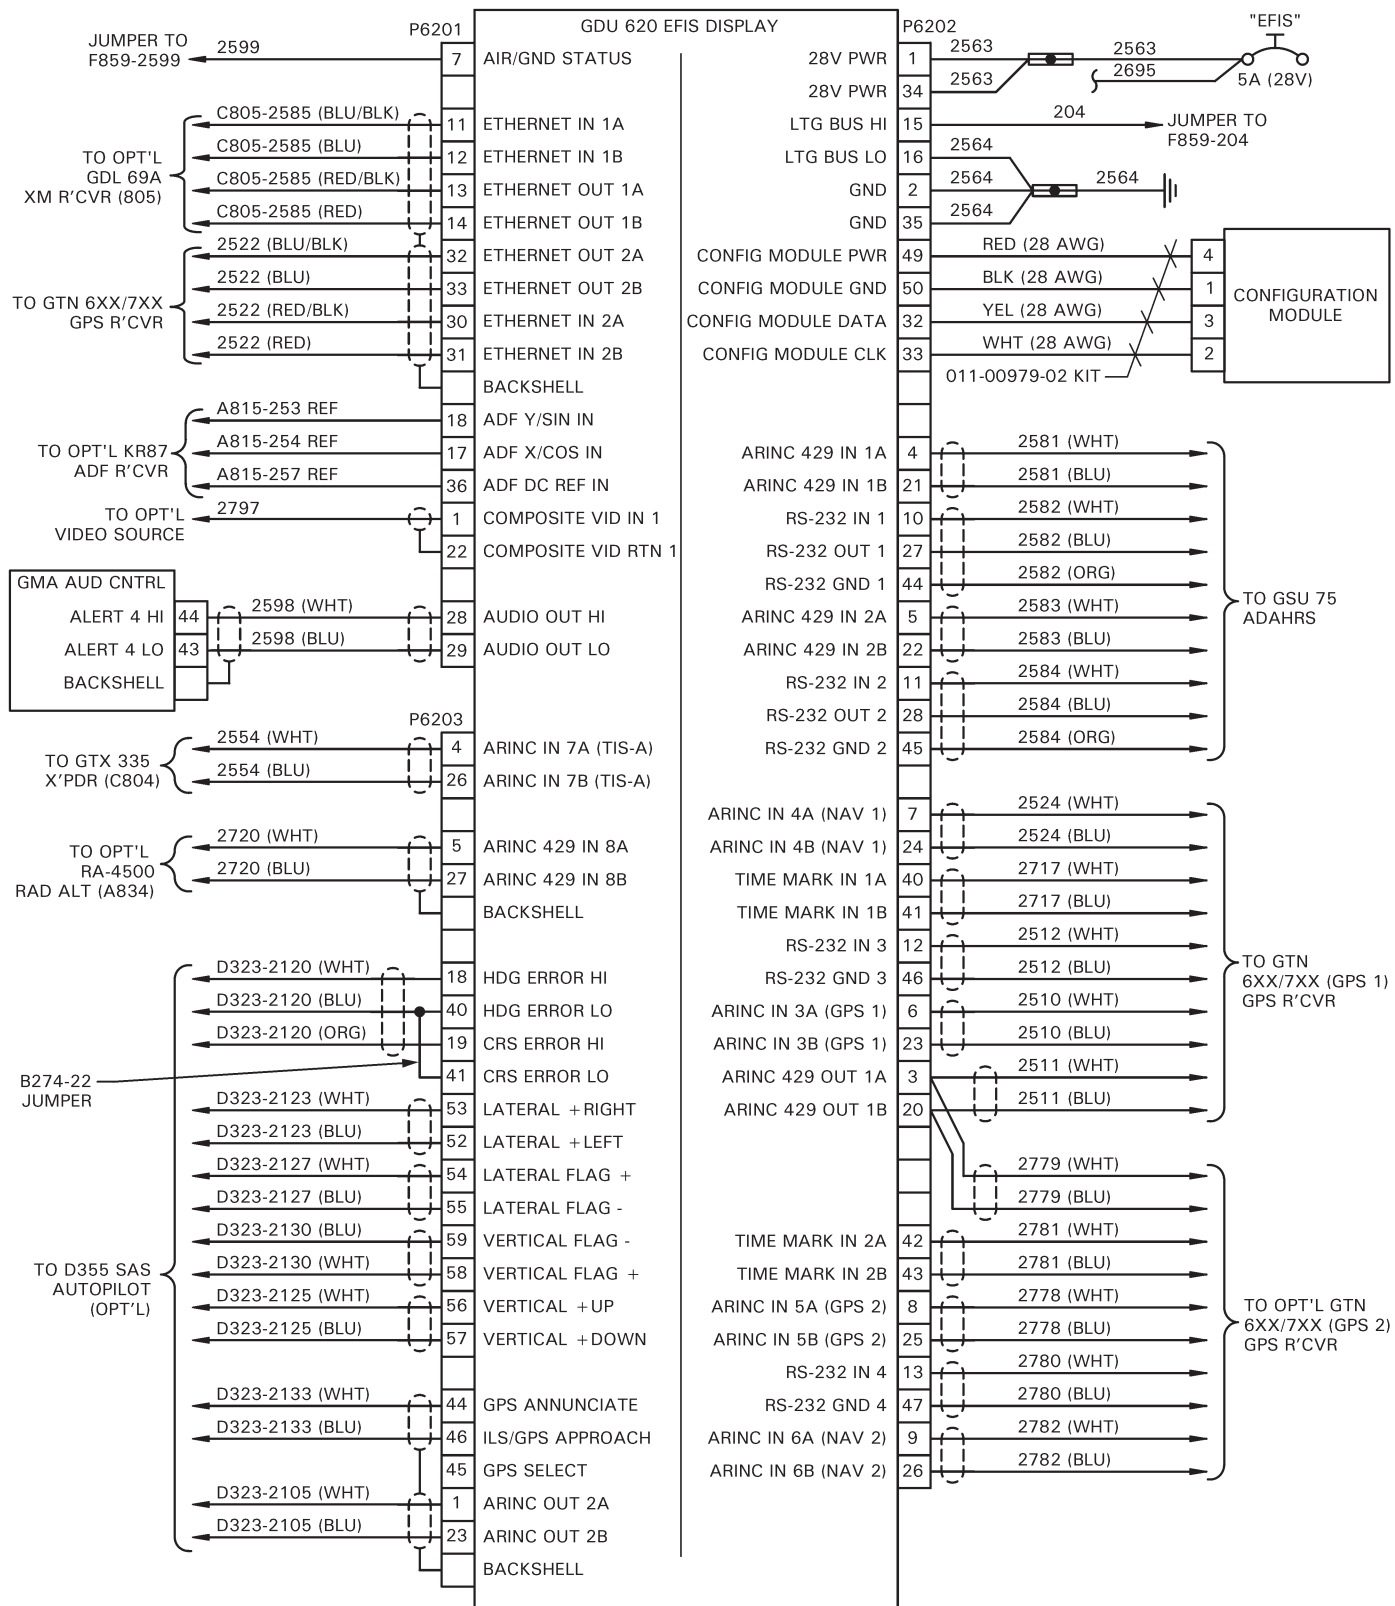 GDU 620 EFIS DISPLAY
P6201
JUMPER TO
F859-2599
2599
7 AIR/GND STATUS
TO OPT'L
GDL 69A
XM R'CVR (805)
C805-2585 (BLU/BLK) 11 ETHERNET IN 1A
C805-2585 (BLU) 12 ETHERNET IN 1B
C805-2585 (RED/BLK) 13 ETHERNET OUT 1A
C805-2585 (RED) 14 ETHERNET OUT 1B
TO GTN 6XX/7XX
GPS R'CVR
2522 (BLU/BLK) 32 ETHERNET OUT 2A
2522 (BLU) 33 ETHERNET OUT 2B
2522 (RED/BLK) 30 ETHERNET IN 2A
2522 (RED) 31 ETHERNET IN 2B
BACKSHELL
TO OPT'L KR87
ADF R'CVR
A815-253 REF 18 ADF Y/SIN IN
A815-254 REF 17 ADF X/COS IN
A815-257 REF 36 ADF DC REF IN
TO OPT'L
VIDEO SOURCE
2797 1 COMPOSITE VID IN 1
22 COMPOSITE VID RTN 1
GMA AUD CNTRL
ALERT 4 HI 44 2598 (WHT) 28 AUDIO OUT HI
ALERT 4 LO 43 2598 (BLU) 29 AUDIO OUT LO
BACKSHELL
P6203
TO GTX 335
X'PDR (C804)
2554 (WHT) 4 ARINC IN 7A (TIS-A)
2554 (BLU) 26 ARINC IN 7B (TIS-A)
TO OPT'L
RA-4500
RAD ALT (A834)
2720 (WHT) 5 ARINC 429 IN 8A
2720 (BLU) 27 ARINC 429 IN 8B
BACKSHELL
D323-2120 (WHT) 18 HDG ERROR HI
D323-2120 (BLU) 40 HDG ERROR LO
D323-2120 (ORG) 19 CRS ERROR HI
41 CRS ERROR LO
B274-22
JUMPER
D323-2123 (WHT) 53 LATERAL +RIGHT
D323-2123 (BLU) 52 LATERAL +LEFT
D323-2127 (WHT) 54 LATERAL FLAG +
D323-2127 (BLU) 55 LATERAL FLAG -
D323-2130 (BLU) 59 VERTICAL FLAG -
D323-2130 (WHT) 58 VERTICAL FLAG +
TO D355 SAS
AUTOPILOT
(OPT'L)
D323-2125 (WHT) 56 VERTICAL +UP
D323-2125 (BLU) 57 VERTICAL +DOWN
D323-2133 (WHT) 44 GPS ANNUNCIATE
D323-2133 (BLU) 46 ILS/GPS APPROACH
45 GPS SELECT
D323-2105 (WHT) 1 ARINC OUT 2A
D323-2105 (BLU) 23 ARINC OUT 2B
BACKSHELL
P6202
"EFIS"
5A (28V)
28V PWR 1 2563 2563
2695
28V PWR 34 2563
LTG BUS HI 15 204
JUMPER TO
F859-204
LTG BUS LO 16 2564
GND 2 2564 2564
GND 35 2564
CONFIG MODULE PWR 49 RED (28 AWG) 4
CONFIG MODULE GND 50 BLK (28 AWG) 1
CONFIG MODULE DATA 32 YEL (28 AWG) 3
CONFIG MODULE CLK 33 WHT (28 AWG) 2
CONFIGURATION
MODULE
011-00979-02 KIT
ARINC 429 IN 1A 4 2581 (WHT)
ARINC 429 IN 1B 21 2581 (BLU)
RS-232 IN 1 10 2582 (WHT)
RS-232 OUT 1 27 2582 (BLU)
RS-232 GND 1 44 2582 (ORG)
TO GSU 75
ADAHRS
ARINC 429 IN 2A 5 2583 (WHT)
ARINC 429 IN 2B 22 2583 (BLU)
RS-232 IN 2 11 2584 (WHT)
RS-232 OUT 2 28 2584 (BLU)
RS-232 GND 2 45 2584 (ORG)
ARINC IN 4A (NAV 1) 7 2524 (WHT)
ARINC IN 4B (NAV 1) 24 2524 (BLU)
TIME MARK IN 1A 40 2717 (WHT)
TIME MARK IN 1B 41 2717 (BLU)
RS-232 IN 3 12 2512 (WHT)
RS-232 GND 3 46 2512 (BLU)
TO GTN
6XX/7XX (GPS 1)
GPS R'CVR
ARINC IN 3A (GPS 1) 6 2510 (WHT)
ARINC IN 3B (GPS 1) 23 2510 (BLU)
ARINC 429 OUT 1A 3 2511 (WHT)
ARINC 429 OUT 1B 20 2511 (BLU)
2779 (WHT)
2779 (BLU)
TIME MARK IN 2A 42 2781 (WHT)
TIME MARK IN 2B 43 2781 (BLU)
ARINC IN 5A (GPS 2) 8 2778 (WHT)
ARINC IN 5B (GPS 2) 25 2778 (BLU)
TO OPT'L GTN
6XX/7XX (GPS 2)
GPS R'CVR
RS-232 IN 4 13 2780 (WHT)
RS-232 GND 4 47 2780 (BLU)
ARINC IN 6A (NAV 2) 9 2782 (WHT)
ARINC IN 6B (NAV 2) 26 2782 (BLU)